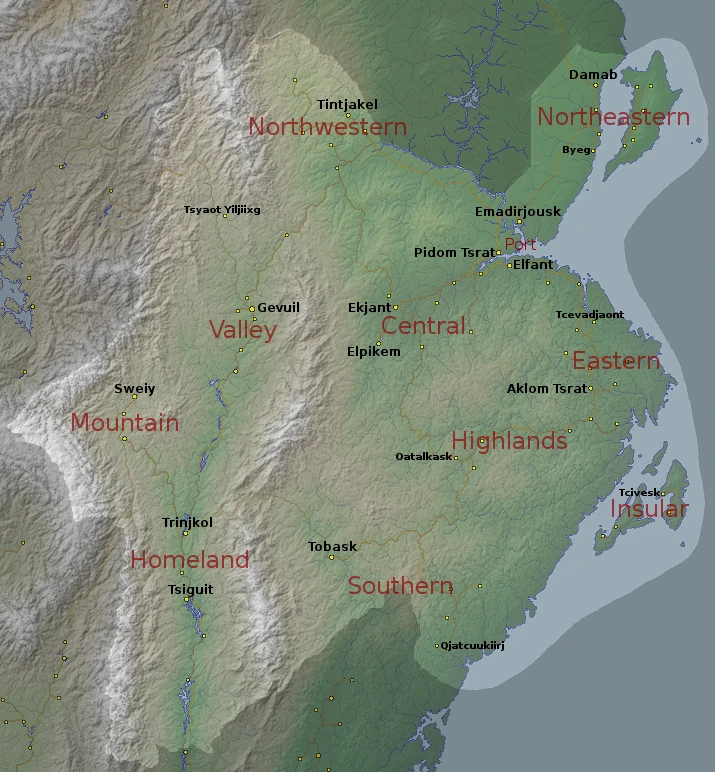 Damab
Tintjakel
Northeastern
Northwestern
Byeg
Tsyaot Yiljiixg
Emadirjousk
Port
Pidom Tsrat
Elfant
Gevuil
Ekjant
Tcevadjaont
Valley
Central
Elpikem
Eastern
Sweiy
Aklom Tsrat
Mountain
Highlands
Oatalkask
Tcivesk
Insular
Trinjkol
Tobask
Homeland
Southern
Tsiguit
Qjatcuukiirj